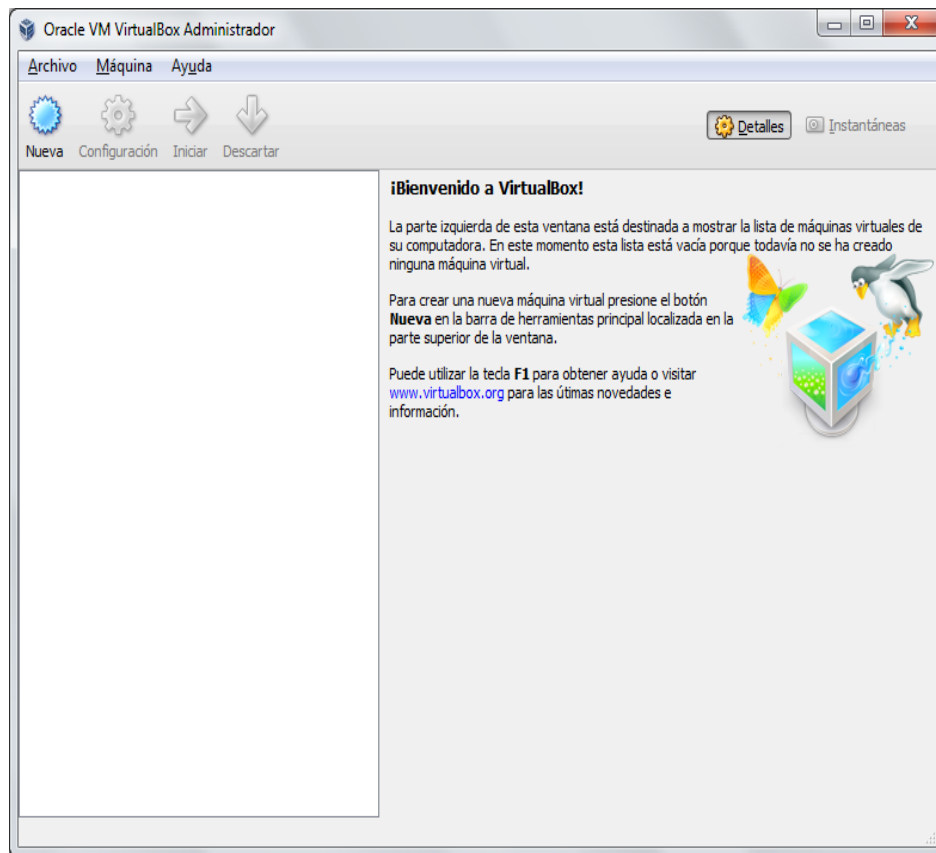 Oracle VM VirtualBox Administrador
Archivo Máquina Ayuda
Nueva Configuración Iniciar Descartar
Detalles Instantáneas
¡Bienvenido a VirtualBox!
La parte izquierda de esta ventana está destinada a mostrar la lista de máquinas virtuales de
su computadora. En este momento esta lista está vacía porque todavía no se ha creado
ninguna máquina virtual.
Para crear una nueva máquina virtual presione el botón
Nueva en la barra de herramientas principal localizada en la
parte superior de la ventana.
Puede utilizar la tecla F1 para obtener ayuda o visitar
www.virtualbox.org para las útimas novedades e
información.